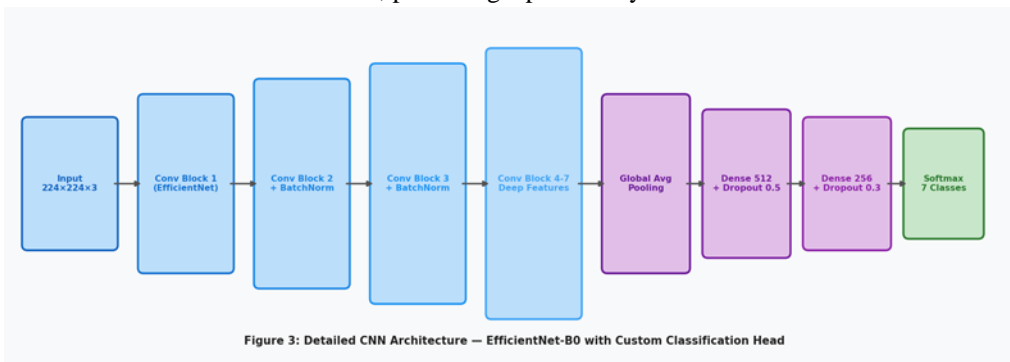 Input
224×224×3
Conv Block 1
(EfficientNet)
Conv Block 2
+ BatchNorm
Conv Block 3
+ BatchNorm
Conv Block 4-7
Deep Features
Global Avg
Pooling
Dense 512
+ Dropout 0.5
Dense 256
+ Dropout 0.3
Softmax
7 Classes
Figure 3: Detailed CNN Architecture — EfficientNet-B0 with Custom Classification Head